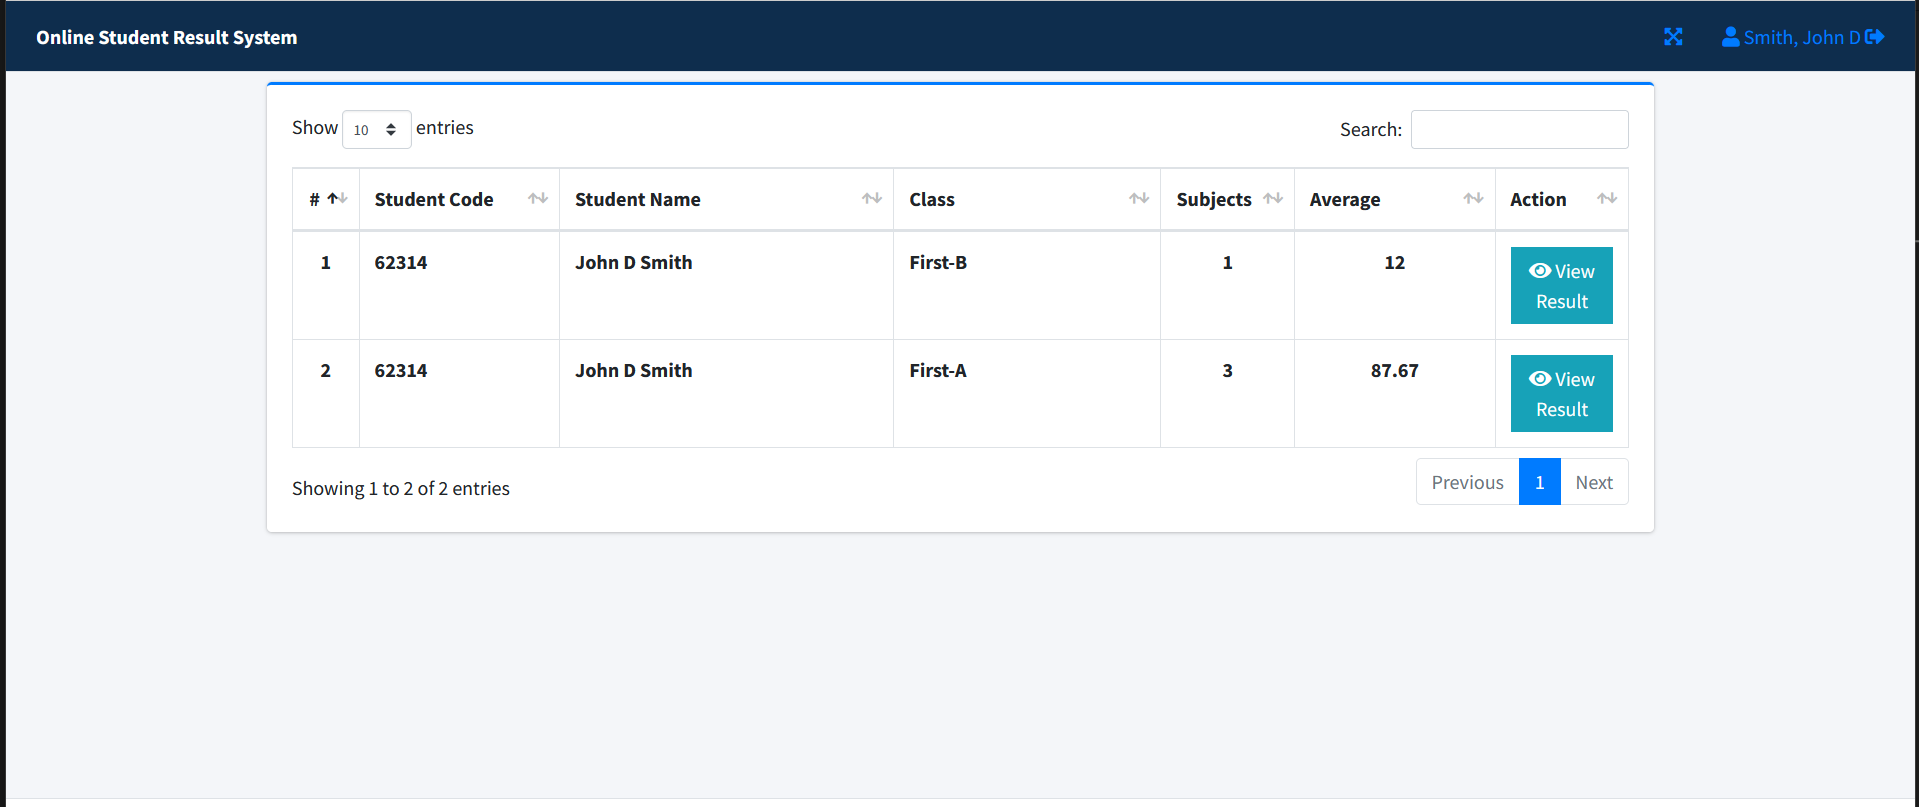 Online Student Result System
Smith, John D
Show 10 entries
Search:
# Student Code Student Name Class Subjects Average Action
1 62314 John D Smith First-B 1 12 View
Result
2 62314 John D Smith First-A 3 87.67 View
Result
Showing 1 to 2 of 2 entries
Previous 1 Next